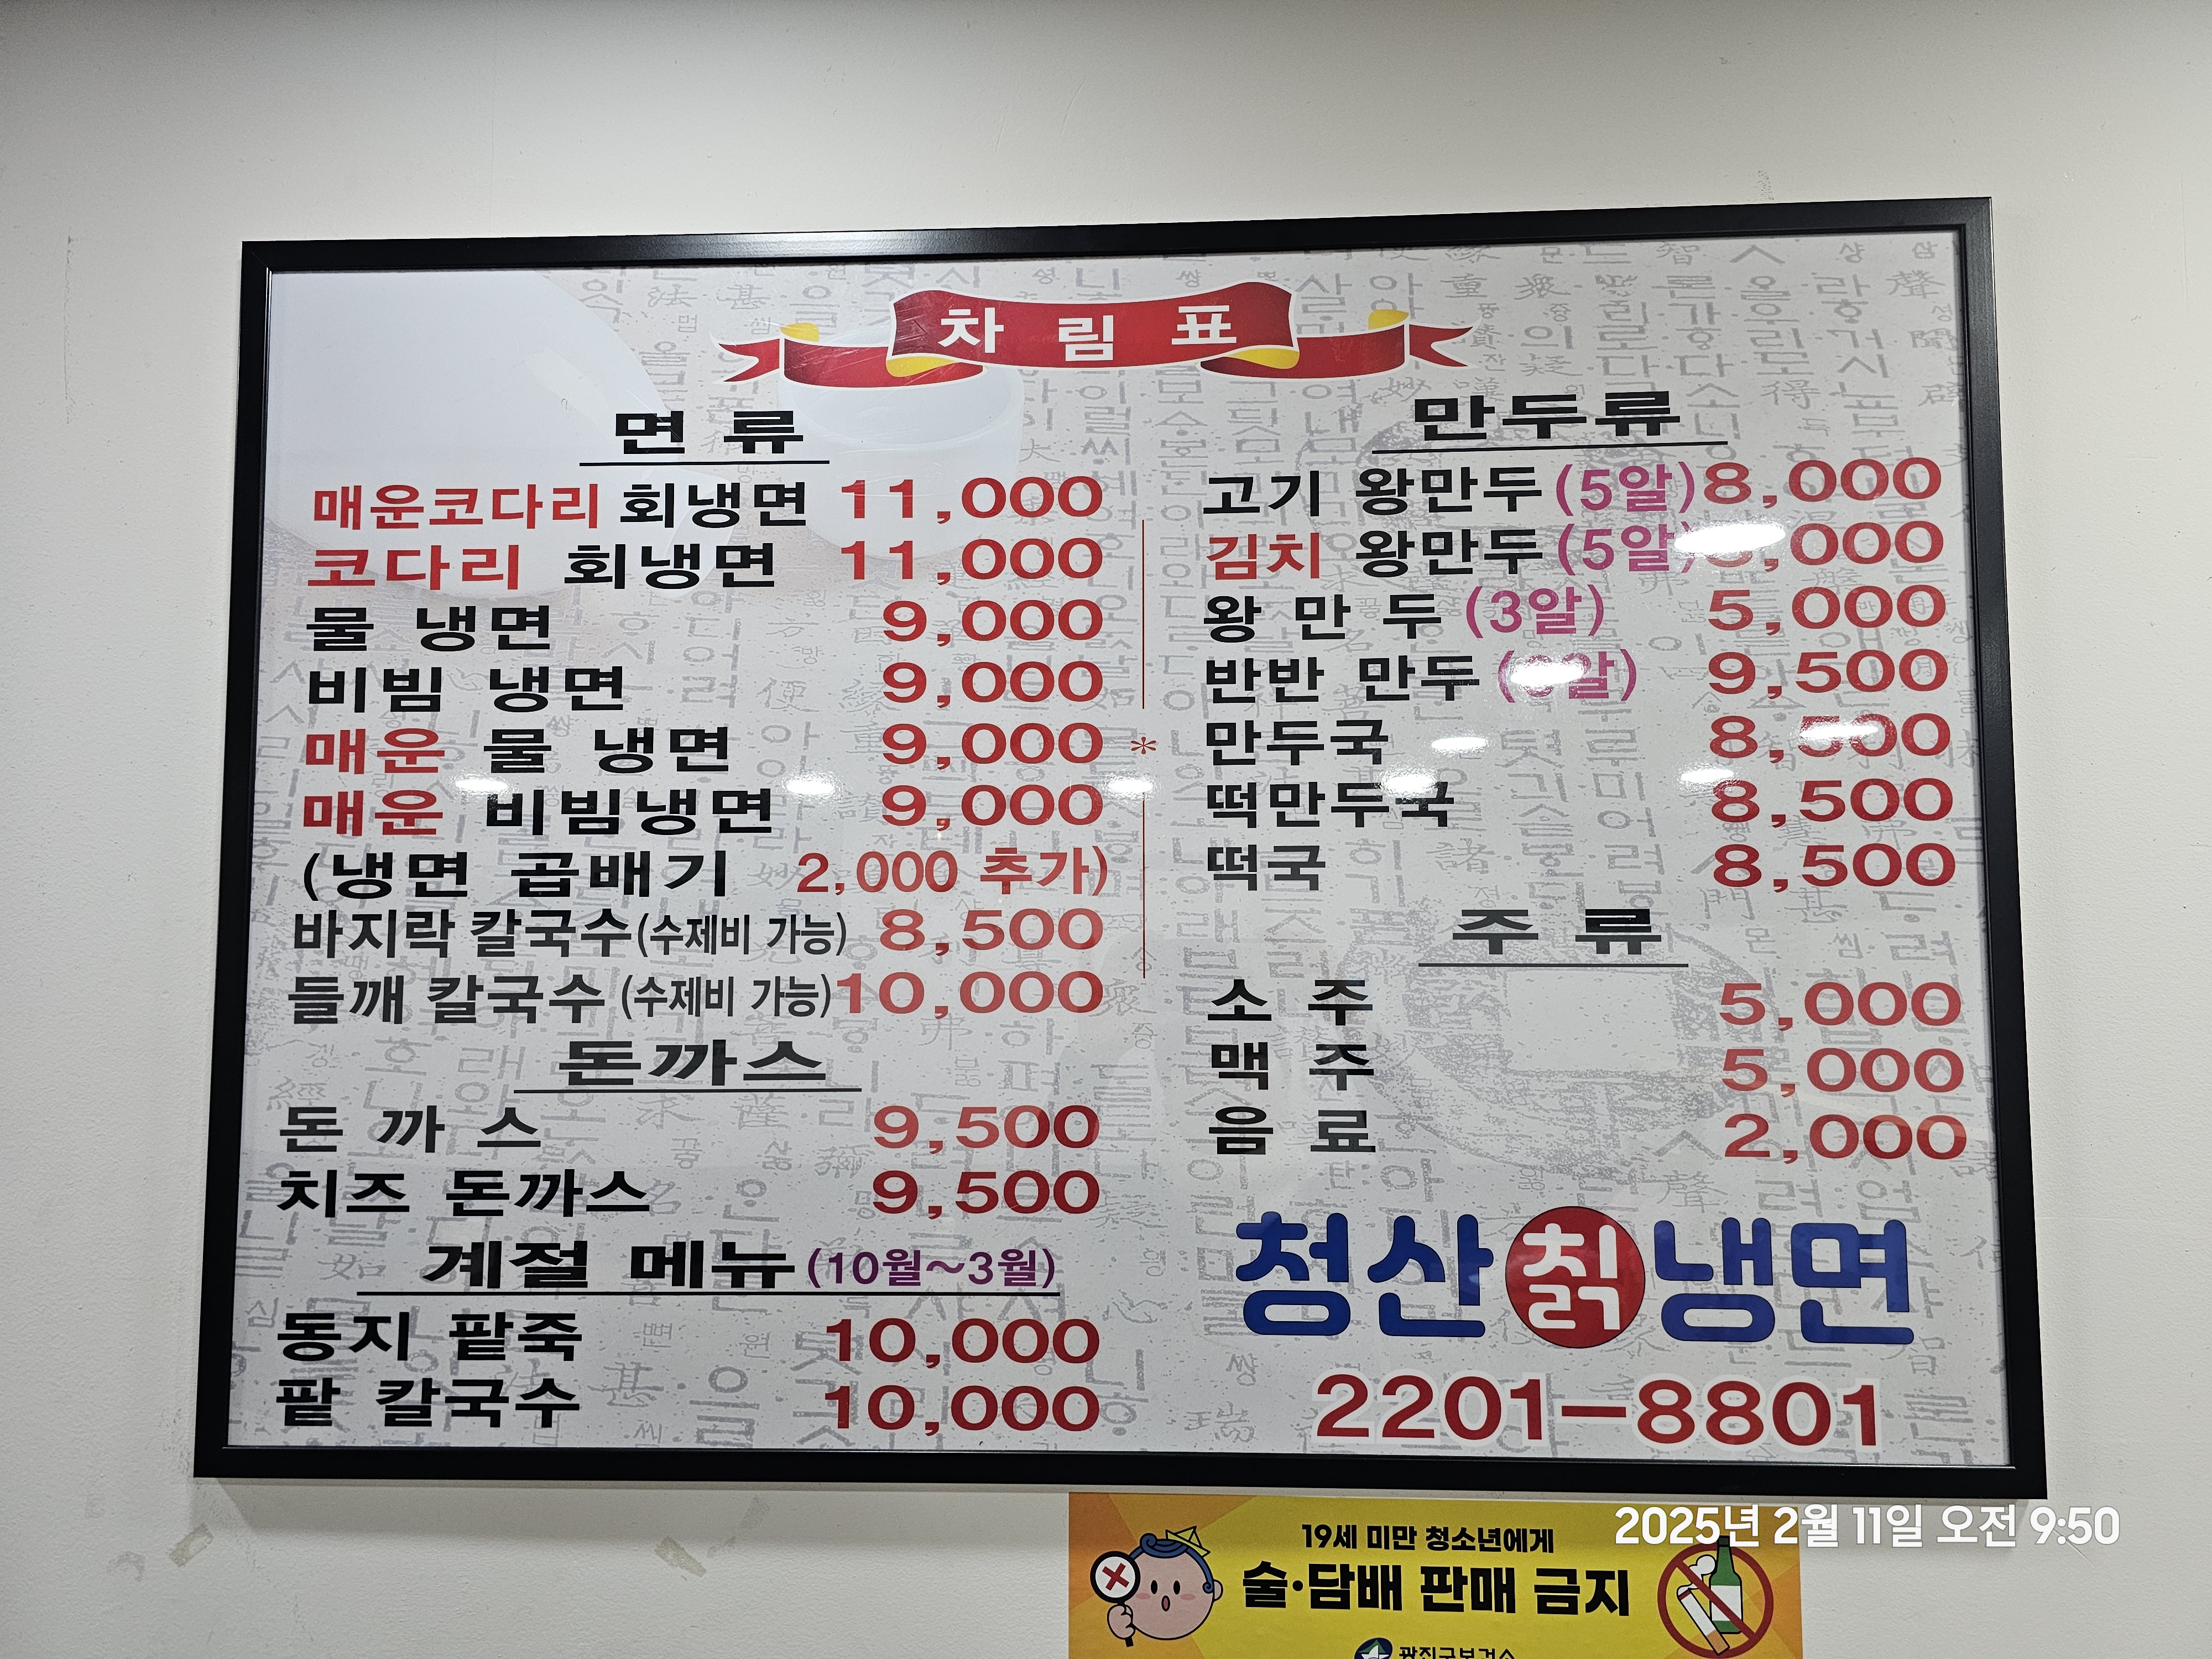 차림표
면류
매운코다리 회냉면 11,000
코다리 회냉면 11,000
물 냉면 9,000
비빔 냉면 9,000
매운 물 냉면 9,000
매운 비빔냉면 9,000
(냉면 곱배기 2,000 추가)
바지락 칼국수(수제비 가능) 8,500
들깨 칼국수(수제비 가능) 10,000
돈까스
돈까스 9,500
치즈 돈까스 9,500
계절 메뉴(10월~3월)
동지 팥죽 10,000
팥 칼국수 10,000
만두류
고기 왕만두(5알) 8,000
김치 왕만두(5알)
왕만두(3알) 5,000
반반 만두 9,500
만두국 8,500
떡만두국 8,500
떡국 8,500
주류
소주 5,000
맥주 5,000
음료 2,000
청산칡냉면
2201-8801
2025년 2월 11일 오전 9:50
19세 미만 청소년에게
술·담배 판매 금지